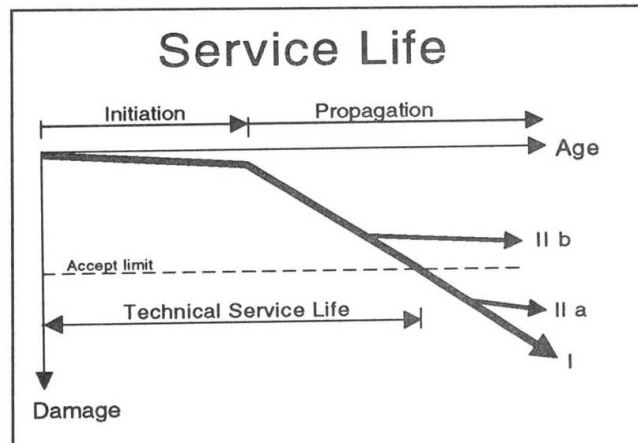 Service Life
Initiation
Propagation
Age
II b
Accept limit
Technical Service Life
II a
I
Damage